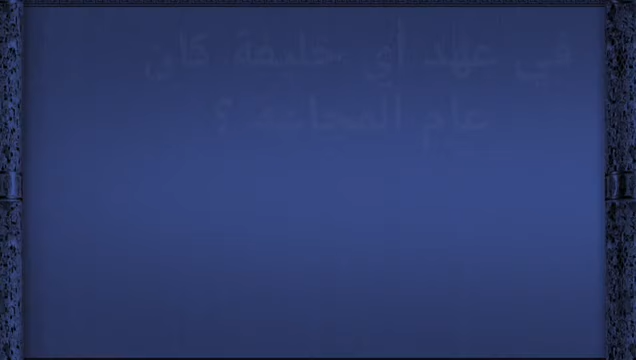 في عهد أي خليفة كان
عام المجاعة ؟